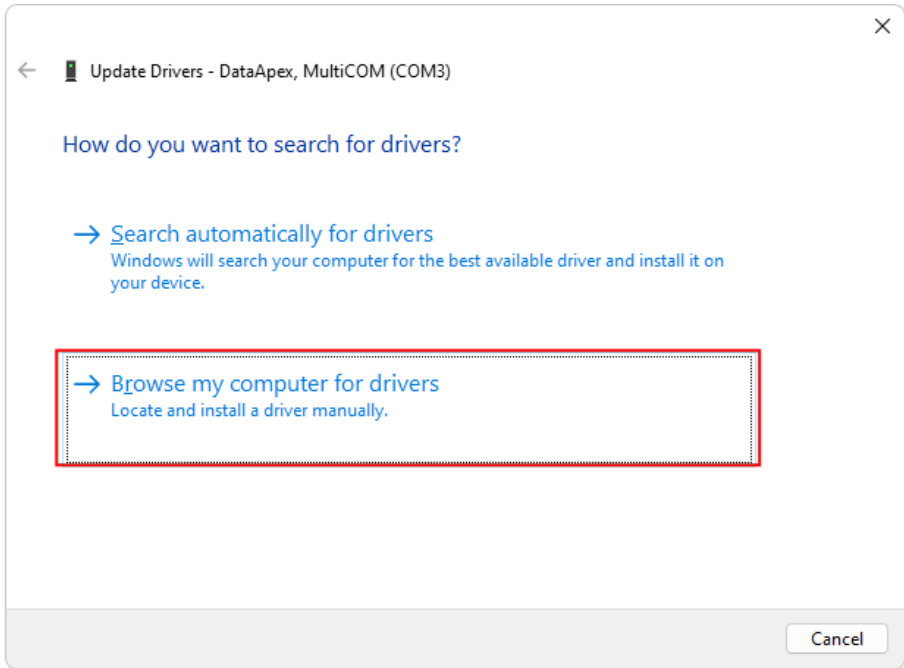 Update Drivers - DataApex, MultiCOM (COM3)
How do you want to search for drivers?
Search automatically for drivers
Windows will search your computer for the best available driver and install it on
your device.
Browse my computer for drivers
Locate and install a driver manually.
Cancel